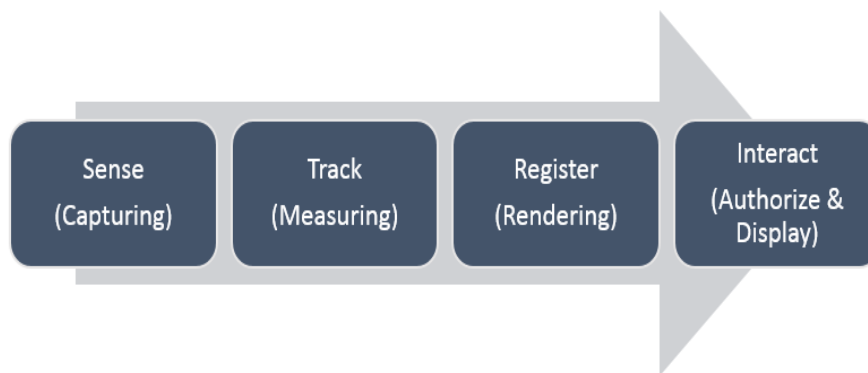 Sense
(Capturing)
Track
(Measuring)
Register
(Rendering)
Interact
(Authorize &
Display)